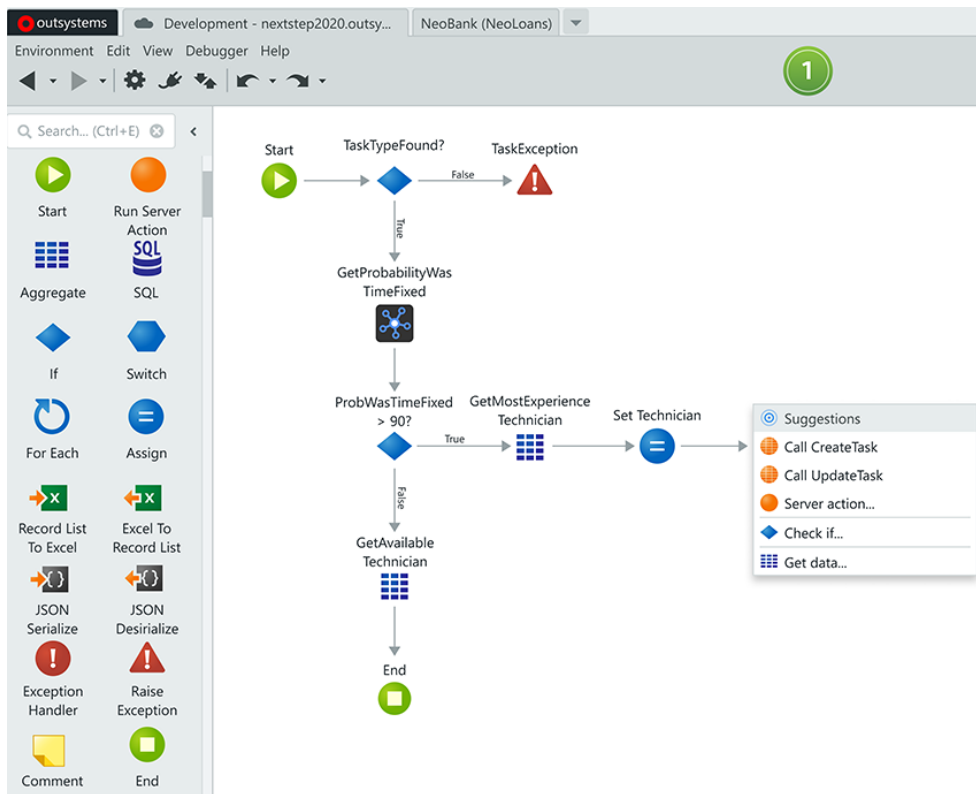 outsystems
Development - nextstep2020.outsy...
NeoBank (NeoLoans)
Environment Edit View Debugger Help
1
Search... (Ctrl+E)
Start
Run Server
Action
SQL
Aggregate
SQL
If
Switch
For Each
Assign
X
X
Record List
To Excel
Excel To
Record List
{}
{}
JSON
Serialize
JSON
Desirialize
!
!
Exception
Handler
Raise
Exception
Comment
End
Start
TaskTypeFound?
TaskException
False
!
True
GetProbabilityWas
TimeFixed
ProbWasTimeFixed
> 90?
GetMostExperience
Technician
Set Technician
True
False
GetAvailable
Technician
End
Suggestions
Call CreateTask
Call UpdateTask
Server action...
Check if...
Get data...